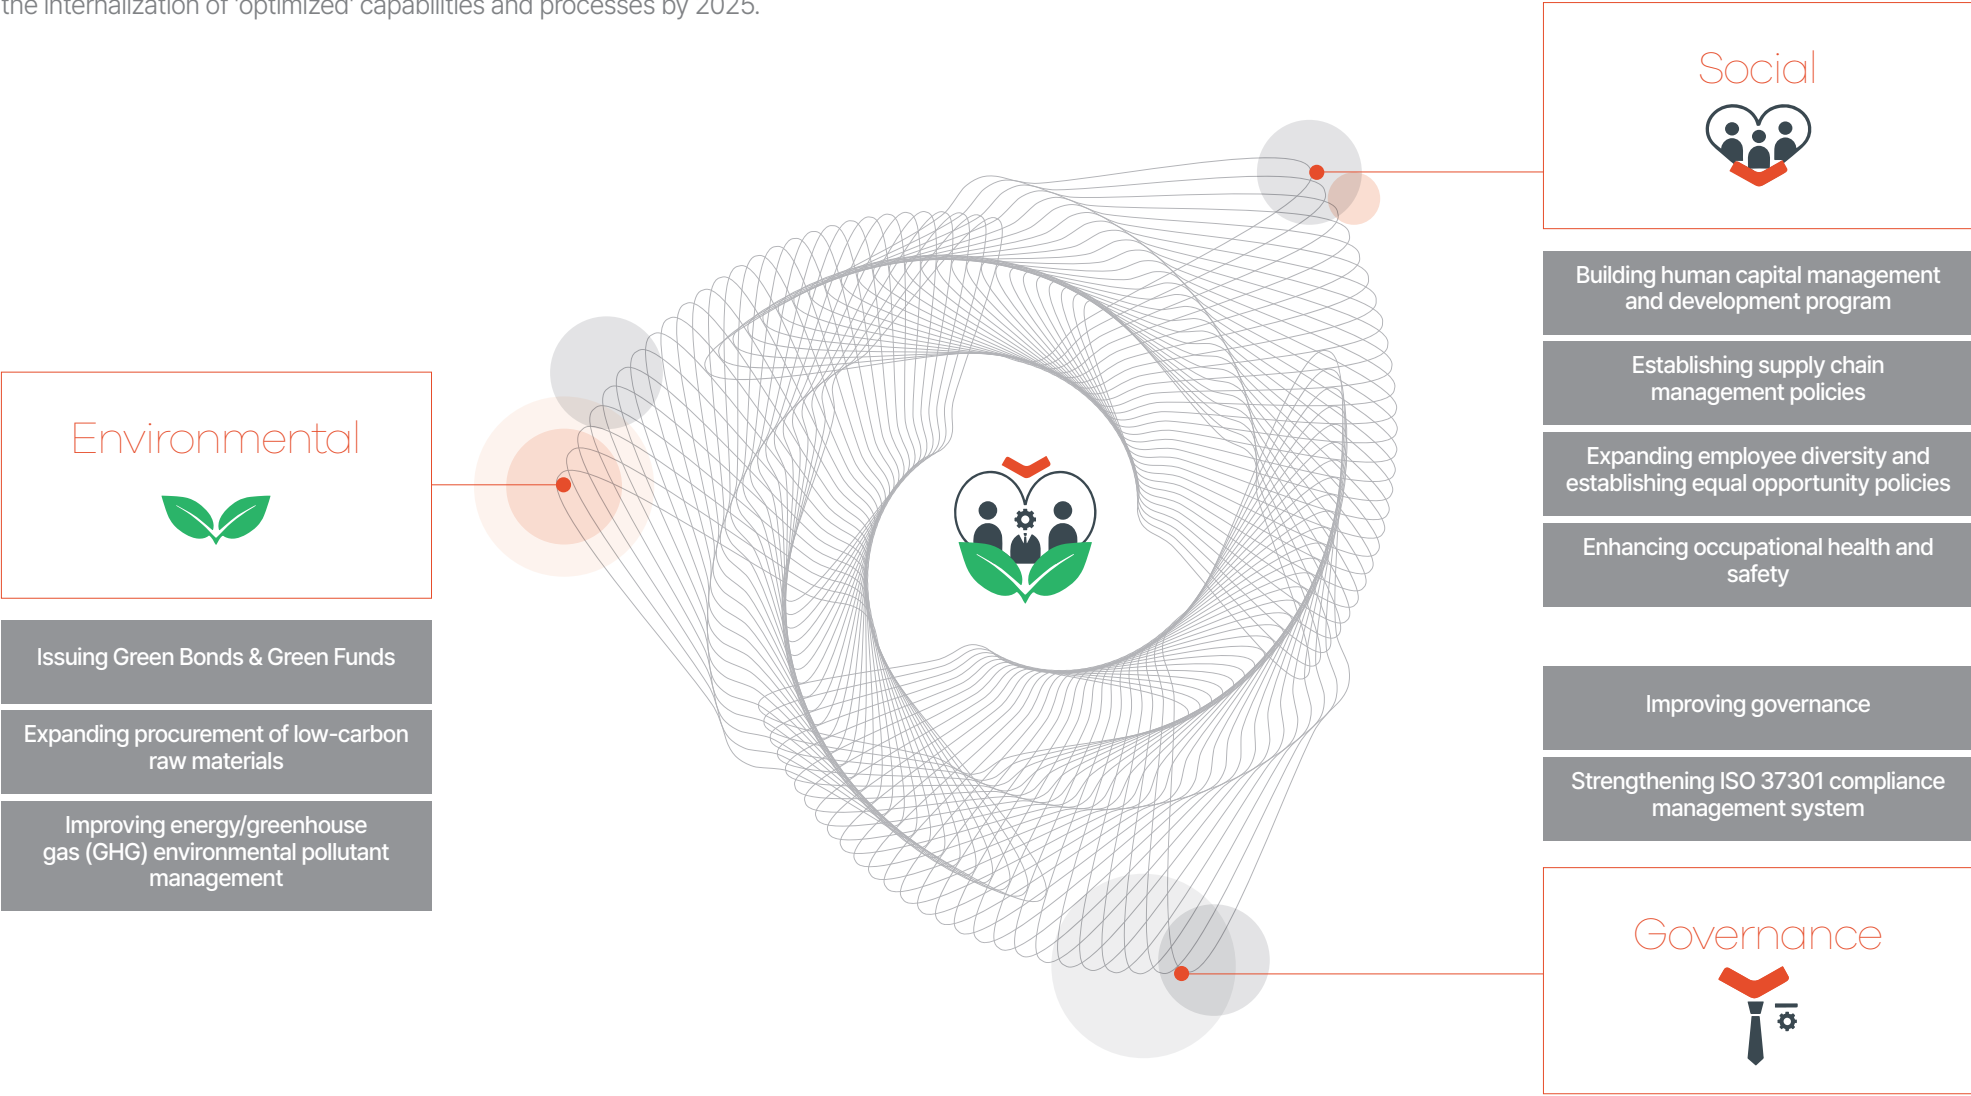 the internalization of 'optimized' capabilities and processes by 2025.
Social
Building human capital management
and development program
Establishing supply chain
management policies
Expanding employee diversity and
establishing equal opportunity policies
Enhancing occupational health and
safety
Environmental
Issuing Green Bonds & Green Funds
Expanding procurement of low-carbon
raw materials
Improving energy/greenhouse
gas (GHG) environmental pollutant
management
Improving governance
Strengthening ISO 37301 compliance
management system
Governance